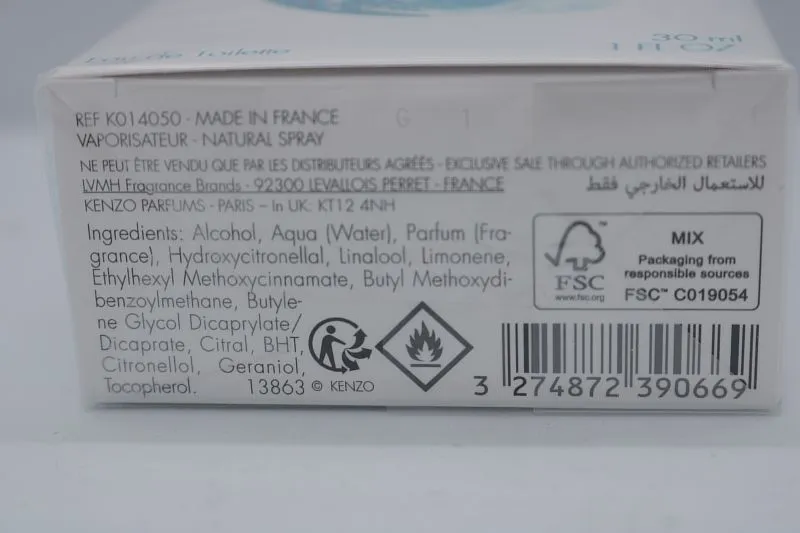 Eau de Toilette
30 ml
1 Fl Oz
REF K014050 - MADE IN FRANCE G 1
VAPORISATEUR - NATURAL SPRAY
NE PEUT ÊTRE VENDU QUE PAR LES DISTRIBUTEURS AGRÉÉS - EXCLUSIVE SALE THROUGH AUTHORIZED RETAILERS
LVMH Fragrance Brands - 92300 LEVALLOIS PERRET - FRANCE
للاستعمال الخارجي فقط
KENZO PARFUMS - PARIS – In UK: KT12 4NH
Ingredients: Alcohol, Aqua (Water), Parfum (Fra-
grance), Hydroxycitronellal, Linalool, Limonene,
Ethylhexyl Methoxycinnamate, Butyl Methoxydi-
benzoylmethane, Butyle-
ne Glycol Dicaprylate/
Dicaprate, Citral, BHT,
Citronellol, Geraniol,
Tocopherol. 13863 © KENZO
FSC
www.fsc.org
MIX
Packaging from
responsible sources
FSC™ C019054
3 274872 390669